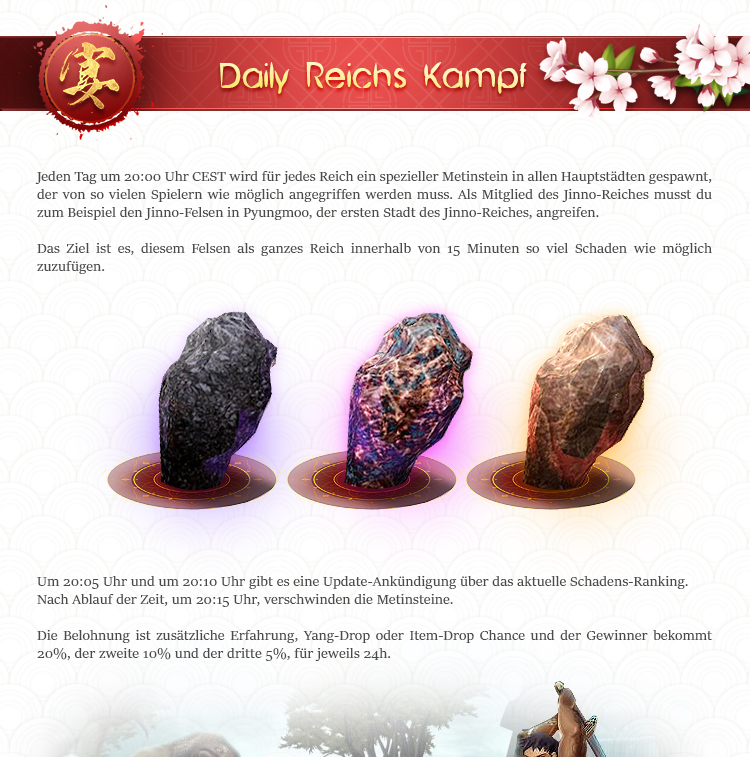 宴
Daily Reichs Kampf
Jeden Tag um 20:00 Uhr CEST wird für jedes Reich ein spezieller Metinstein in allen Hauptstädten gespawnt,
der von so vielen Spielern wie möglich angegriffen werden muss. Als Mitglied des Jinno-Reiches musst du
zum Beispiel den Jinno-Felsen in Pyungmoo, der ersten Stadt des Jinno-Reiches, angreifen.
Das Ziel ist es, diesem Felsen als ganzes Reich innerhalb von 15 Minuten so viel Schaden wie möglich
zuzufügen.
Um 20:05 Uhr und um 20:10 Uhr gibt es eine Update-Ankündigung über das aktuelle Schadens-Ranking.
Nach Ablauf der Zeit, um 20:15 Uhr, verschwinden die Metinsteine.
Die Belohnung ist zusätzliche Erfahrung, Yang-Drop oder Item-Drop Chance und der Gewinner bekommt
20%, der zweite 10% und der dritte 5%, für jeweils 24h.